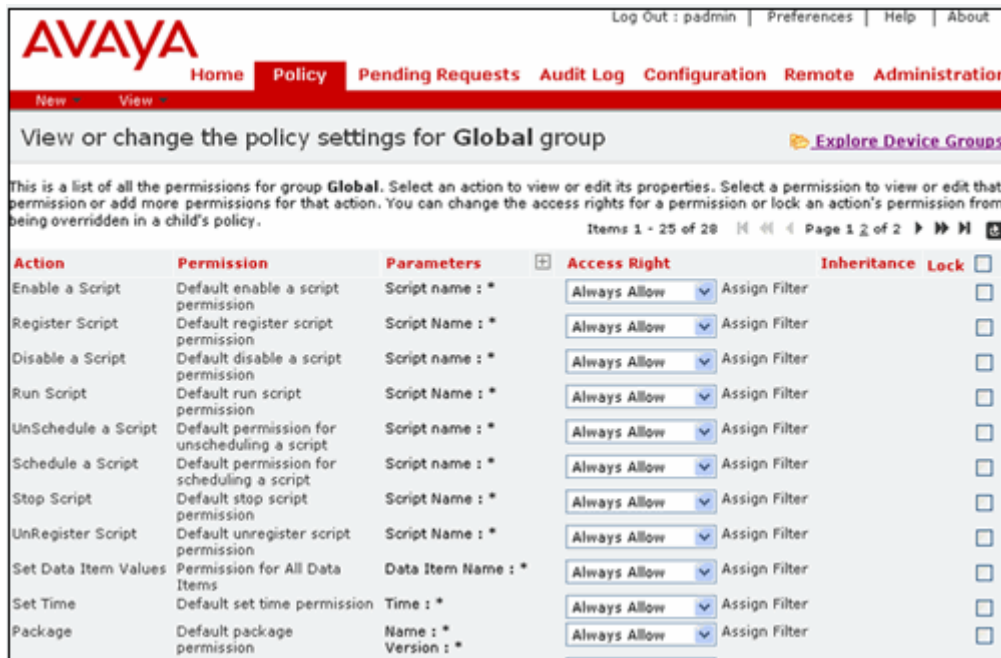 Log Out : padmin | Preferences | Help | About
AVAYA
Home Policy Pending Requests Audit Log Configuration Remote Administration
New View
View or change the policy settings for Global group
Explore Device Groups
This is a list of all the permissions for group Global. Select an action to view or edit its properties. Select a permission to view or edit that
permission or add more permissions for that action. You can change the access rights for a permission or lock an action's permission from
being overridden in a child's policy.
Items 1 - 25 of 28 Page 1 2 of 2
Action Permission Parameters Access Right Inheritance Lock
Enable a Script Default enable a script Script name : * Always Allow Assign Filter
permission
Register Script Default register script Script Name : * Always Allow Assign Filter
permission
Disable a Script Default disable a script Script name : * Always Allow Assign Filter
permission
Run Script Default run script Script Name : * Always Allow Assign Filter
permission
UnSchedule a Script Default permission for Script name : * Always Allow Assign Filter
unscheduling a script
Schedule a Script Default permission for Script name : * Always Allow Assign Filter
scheduling a script
Stop Script Default stop script Script Name : * Always Allow Assign Filter
permission
UnRegister Script Default unregister script Script Name : * Always Allow Assign Filter
permission
Set Data Item Values Permission for All Data Data Item Name : * Always Allow Assign Filter
Items
Set Time Default set time permission Time : * Always Allow Assign Filter
Package Default package Name : * Always Allow Assign Filter
permission Version : *